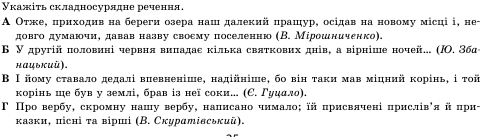 Укажіть складносурядне речення.
А Отже, приходив на береги озера наш далекий пращур, осідав на новому місці і, не-
довго думаючи, давав назву своєму поселенню (В. Мірошниченко).
Б У другій половині червня випадає кілька святкових днів, а вірніше ночей... (Ю. Зба-
нацький).
В І йому ставало дедалі впевненіше, надійніше, бо він таки мав міцний корінь, і той
корінь ще був у землі, брав із неї соки... (Є. Гуцало).
Г Про вербу, скромну нашу вербу, написано чимало; їй присвячені прислів'я й при-
казки, пісні та вірші (В. Скуратівський).